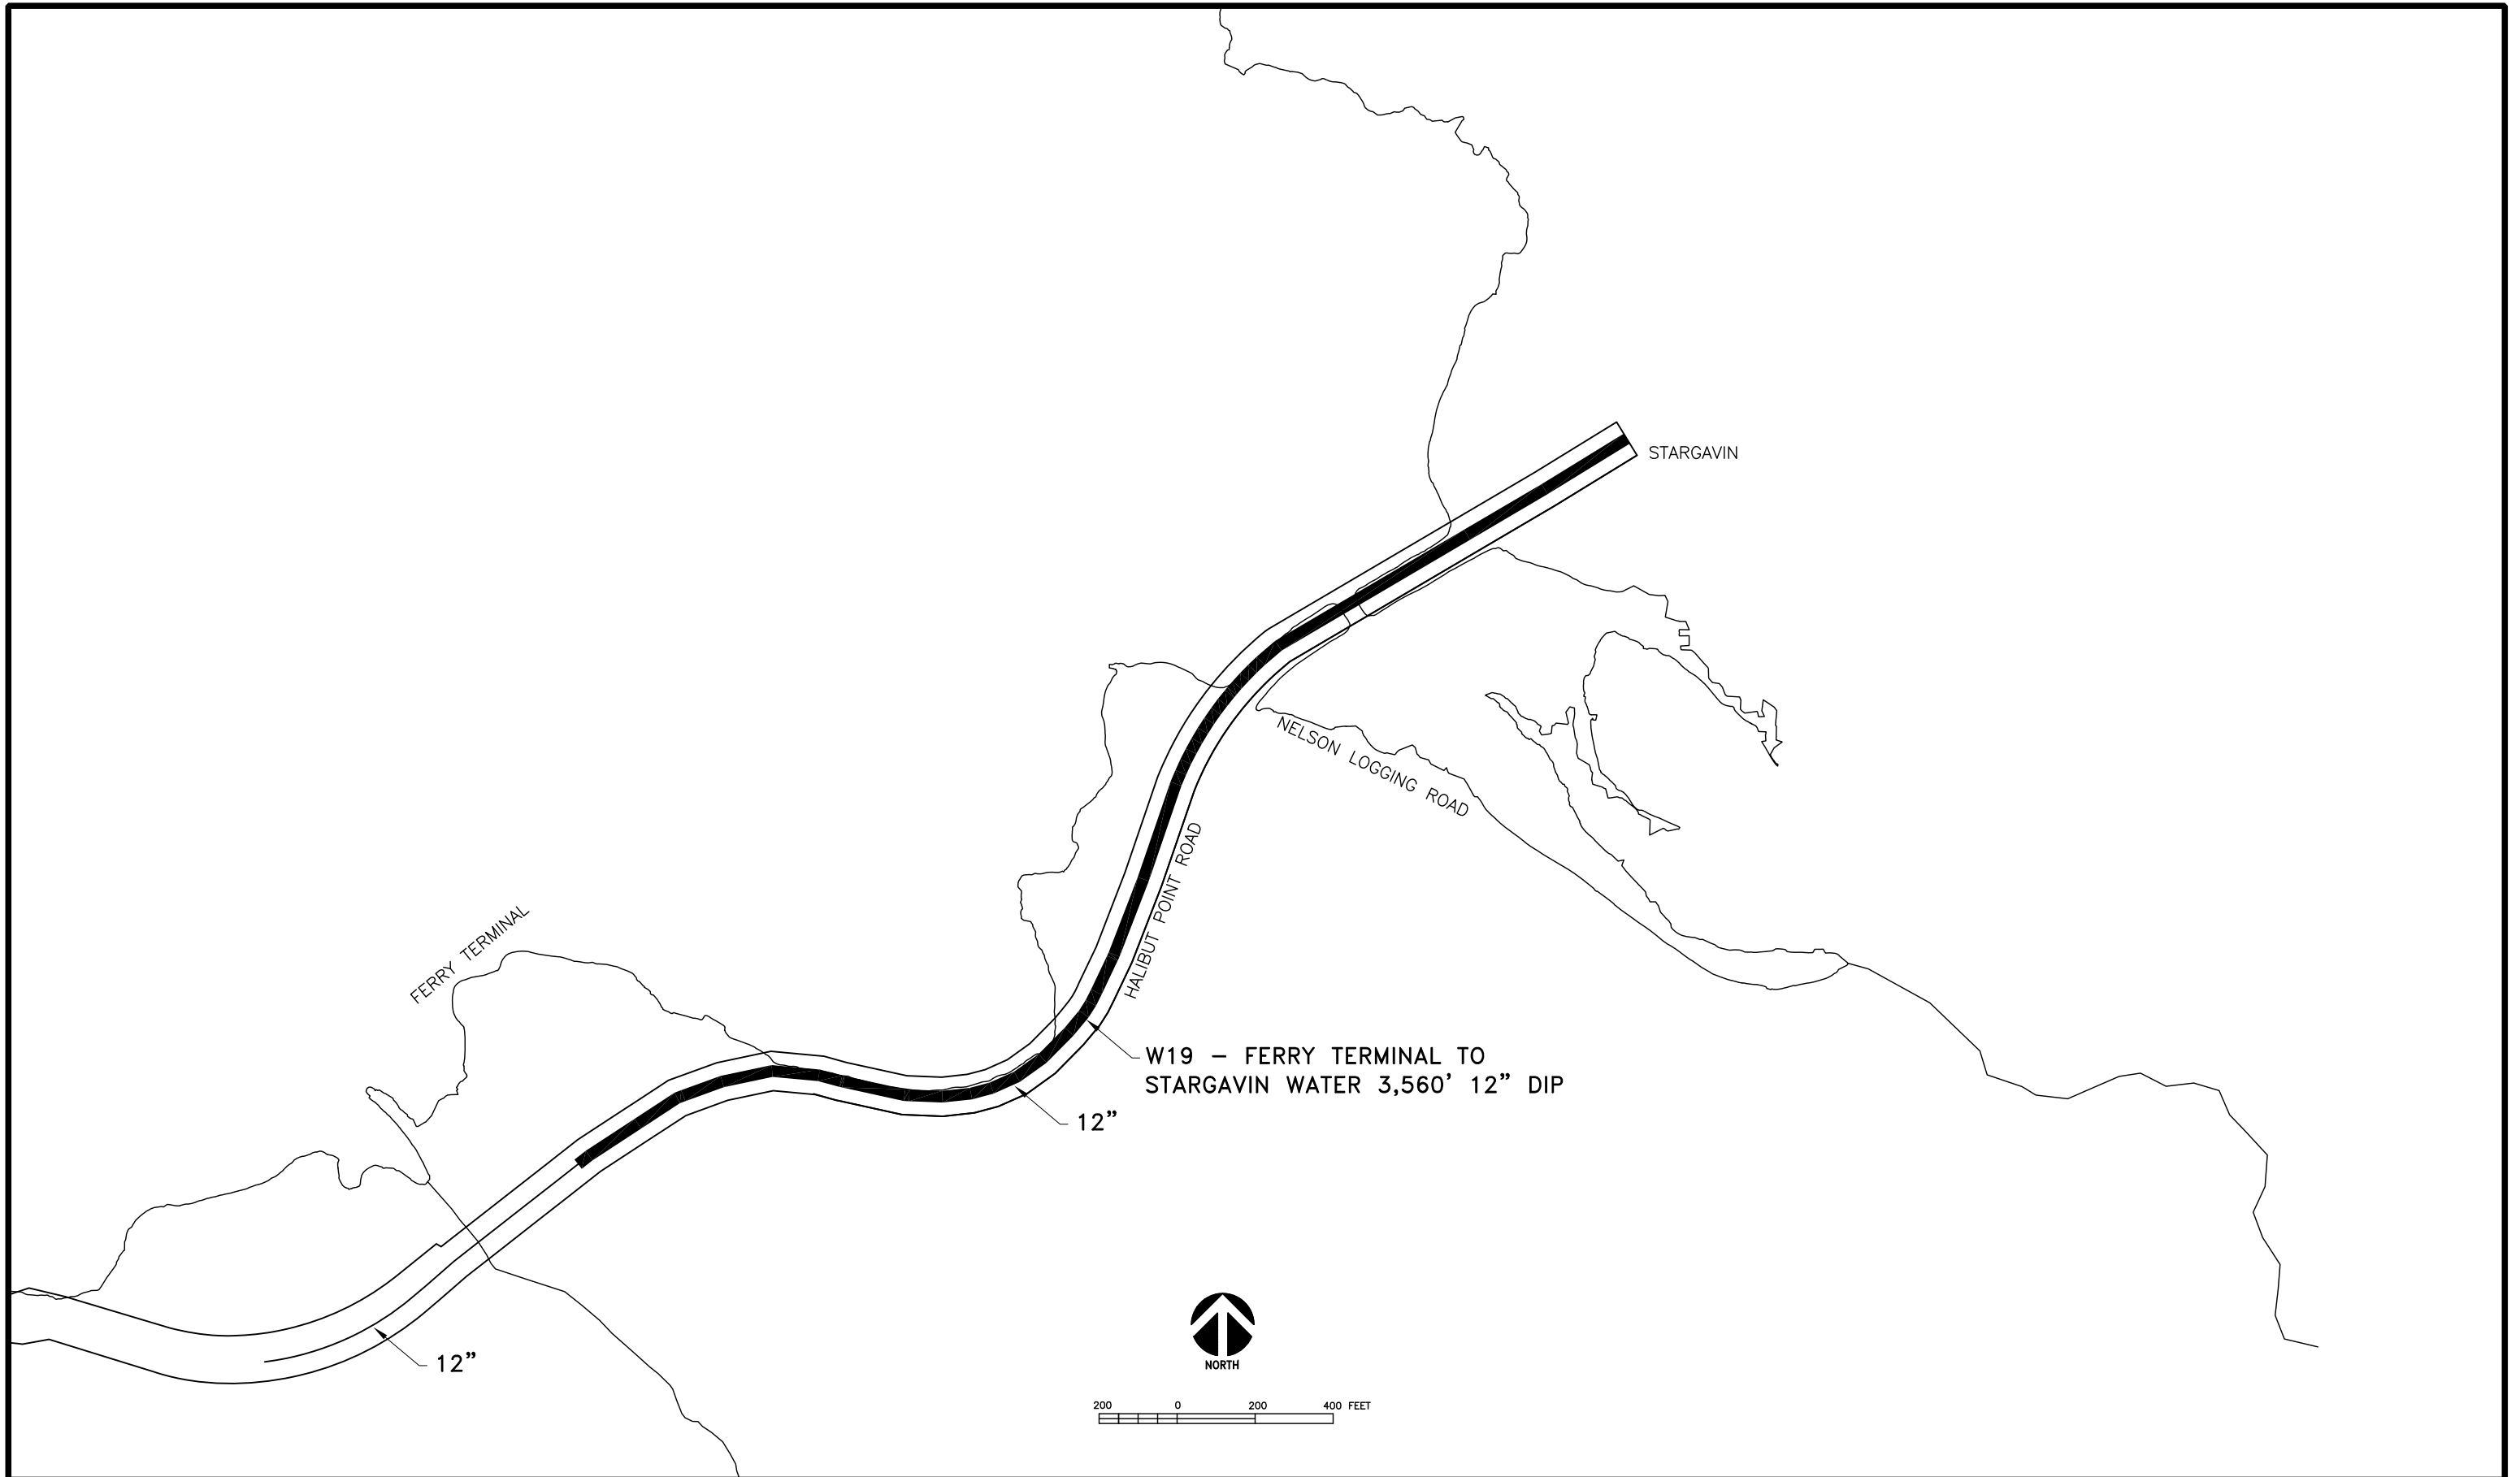 STARGAVIN
NELSON LOGGING ROAD
HALIBUT POINT ROAD
FERRY TERMINAL
W19 – FERRY TERMINAL TO
STARGAVIN WATER 3,560’ 12” DIP
12”
12”
NORTH
200 0 200 400 FEET